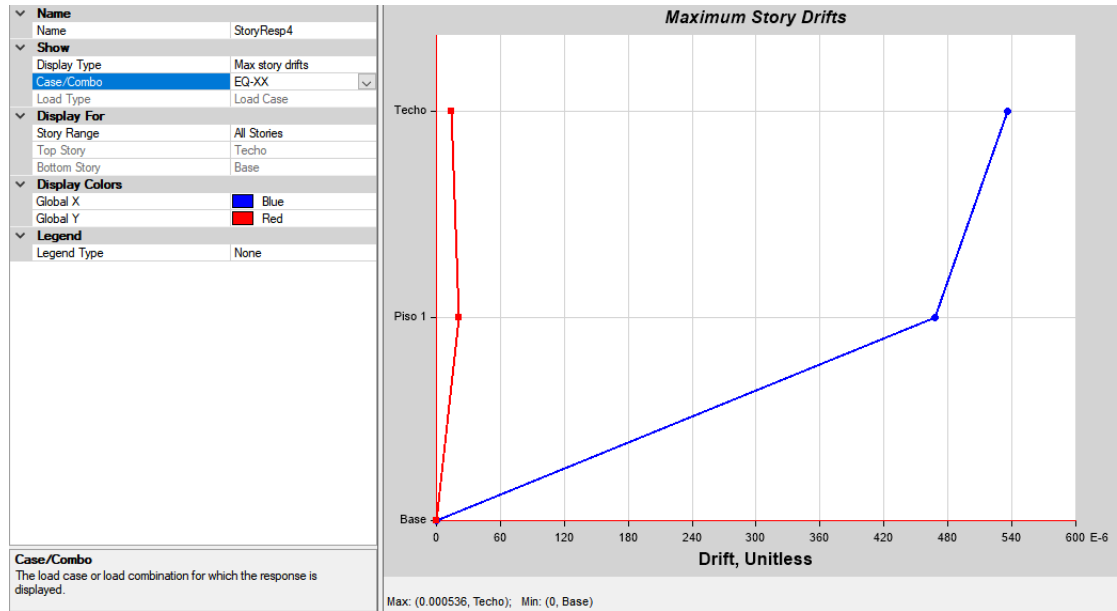 Name
Name StoryResp4
Show
Display Type Max story drifts
Case/Combo EQ-XX
Load Type Load Case
Display For
Story Range All Stories
Top Story Techo
Bottom Story Base
Display Colors
Global X Blue
Global Y Red
Legend
Legend Type None
Case/Combo
The load case or load combination for which the response is
displayed.
Maximum Story Drifts
Techo
Piso 1
Base
0 60 120 180 240 300 360 420 480 540 600 E-6
Drift, Unitless
Max: (0.000536, Techo); Min: (0, Base)